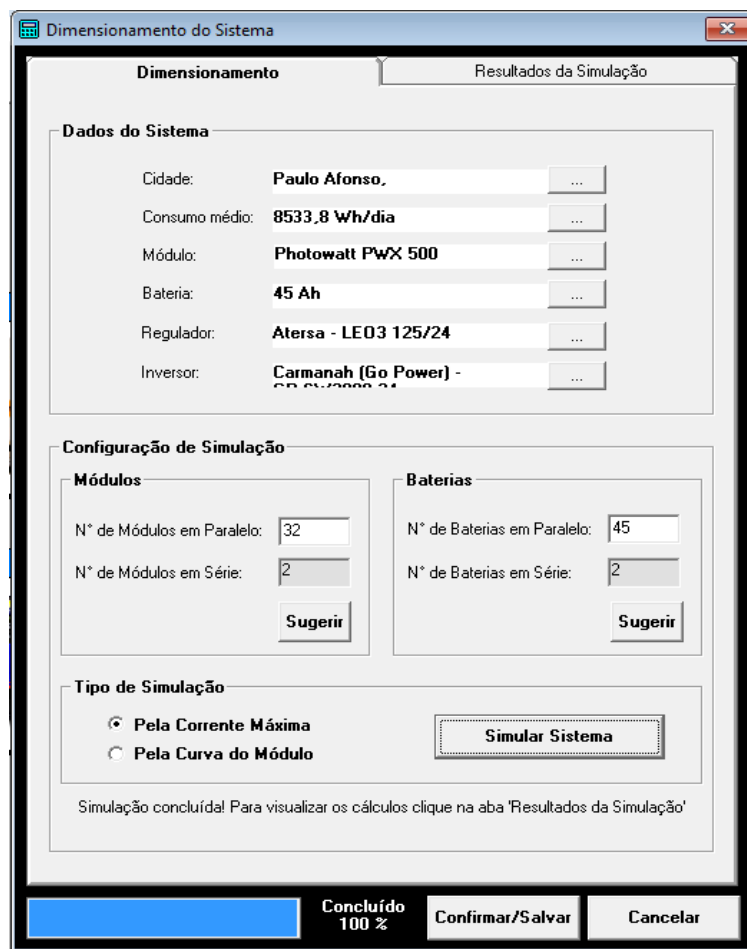 Dimensionamento do Sistema
Dimensionamento
Resultados da Simulação
Dados do Sistema
Cidade: Paulo Afonso, ...
Consumo médio: 8533,8 Wh/dia ...
Módulo: Photowatt PWX 500 ...
Bateria: 45 Ah ...
Regulador: Atersa - LEO3 125/24 ...
Inversor: Carmanah (Go Power) - ...
Configuração de Simulação
Módulos
N° de Módulos em Paralelo: 32
N° de Módulos em Série: 2
Sugerir
Baterias
N° de Baterias em Paralelo: 45
N° de Baterias em Série: 2
Sugerir
Tipo de Simulação
Pela Corrente Máxima
Pela Curva do Módulo
Simular Sistema
Simulação concluída! Para visualizar os cálculos clique na aba 'Resultados da Simulação'
Concluído
100 %
Confirmar/Salvar
Cancelar